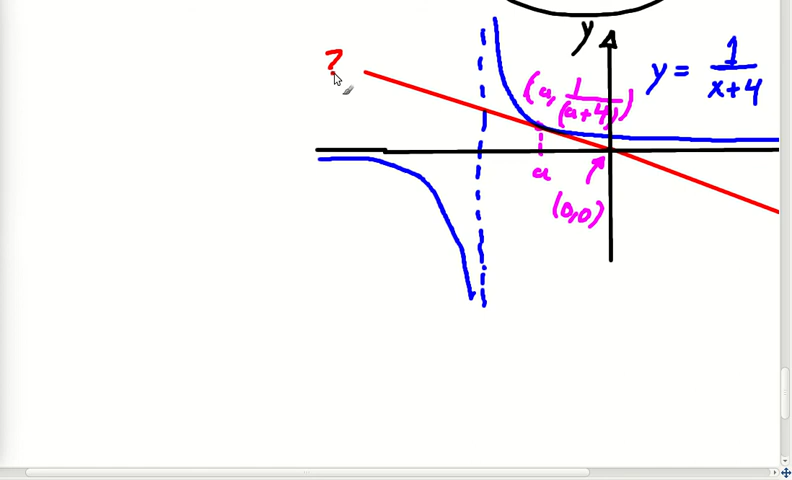 y
?
y = 1/(x+4)
(a, 1/(a+4))
a
(0,0)